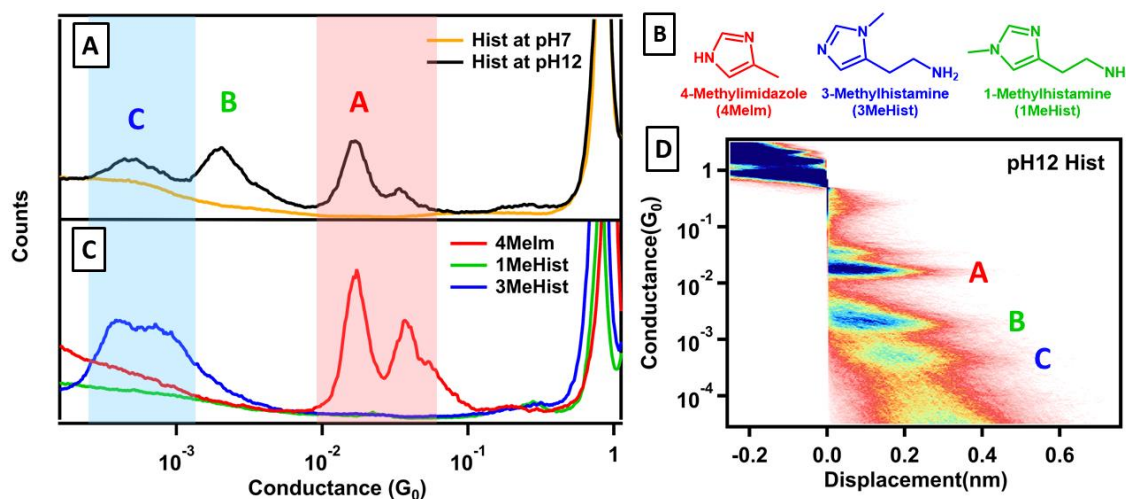 A
Hist at pH7
Hist at pH12
C
B
A
Counts
C
4MeIm
1MeHist
3MeHist
10-3
10-2
10-1
1
Conductance (G0)
B
N
HN
4-Methylimidazole
(4MeIm)
N
N
NH2
3-Methylhistamine
(3MeHist)
N
N
NH
1-Methylhistamine
(1MeHist)
D
pH12 Hist
Conductance(G0)
1
10-1
10-2
10-3
10-4
A
B
C
-0.2
0.0
0.2
0.4
0.6
Displacement(nm)